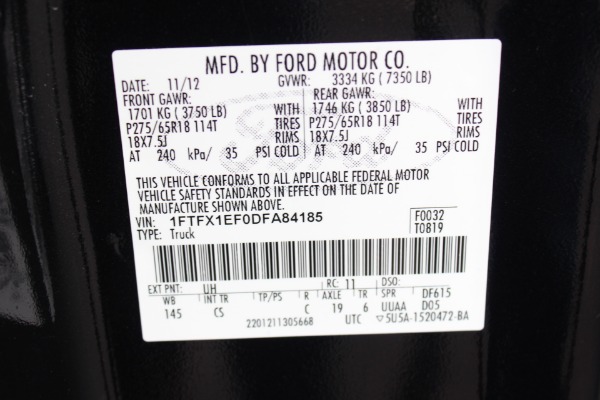 MFD. BY FORD MOTOR CO.
DATE: 11/12 GVWR: 3334 KG ( 7350 LB)
FRONT GAWR: REAR GAWR:
1701 KG ( 3750 LB) WITH 1746 KG ( 3850 LB) WITH
P275/65R18 114T TIRES P275/65R18 114T TIRES
18X7.5J RIMS 18X7.5J RIMS
AT 240 kPa/ 35 PSI COLD AT 240 kPa/ 35 PSI COLD
THIS VEHICLE CONFORMS TO ALL APPLICABLE FEDERAL MOTOR
VEHICLE SAFETY STANDARDS IN EFFECT ON THE DATE OF
MANUFACTURE SHOWN ABOVE.
VIN: 1FTFX1EF0DFA84185 F0032
TYPE: Truck T0819
EXT PNT: UH RC: 11 DSO:
WB INT TR TP/PS R AXLE TR SPR DF615
145 CS C 19 6 UUAA D05
2201211305668 UTC ▽5U5A-1520472-BA